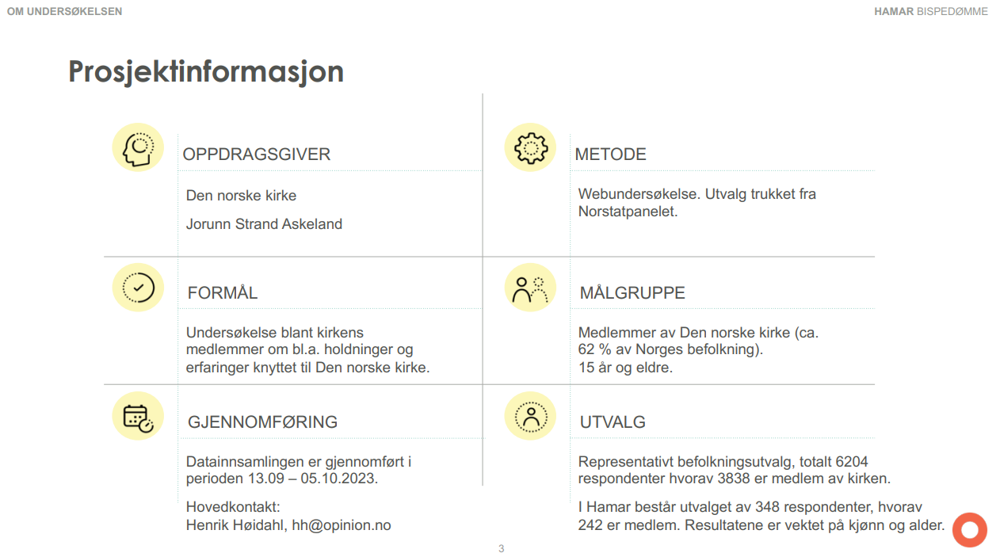 OM UNDERSØKELSEN
HAMAR BISPEDØMME
Prosjektinformasjon
OPPDRAGSGIVER
Den norske kirke
Jorunn Strand Askeland
METODE
Webundersøkelse. Utvalg trukket fra
Norstatpanelet.
FORMÅL
Undersøkelse blant kirkens
medlemmer om bl.a. holdninger og
erfaringer knyttet til Den norske kirke.
MÅLGRUPPE
Medlemmer av Den norske kirke (ca.
62 % av Norges befolkning).
15 år og eldre.
GJENNOMFØRING
Datainnsamlingen er gjennomført i
perioden 13.09 – 05.10.2023.
Hovedkontakt:
Henrik Høidahl, hh@opinion.no
UTVALG
Representativt befolkningsutvalg, totalt 6204
respondenter hvorav 3838 er medlem av kirken.
I Hamar består utvalget av 348 respondenter, hvorav
242 er medlem. Resultatene er vektet på kjønn og alder.
3